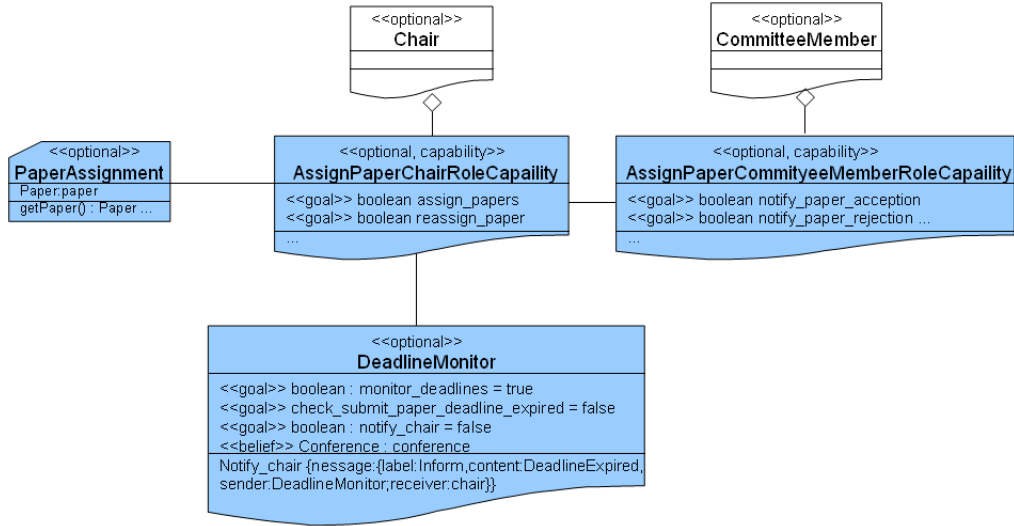 <<optional>>
Chair
<<optional>>
CommitteeMember
<<optional>>
PaperAssignment
Paper:paper
getPaper() : Paper ...
<<optional, capability>>
AssignPaperChairRoleCapaility
<<goal>> boolean assign_papers
<<goal>> boolean reassign_paper
...
<<optional, capability>>
AssignPaperCommityeeMemberRoleCapaility
<<goal>> boolean notify_paper_acception
<<goal>> boolean notify_paper_rejection ...
...
<<optional>>
DeadlineMonitor
<<goal>> boolean : monitor_deadlines = true
<<goal>> check_submit_paper_deadline_expired = false
<<goal>> boolean : notify_chair = false
<<belief>> Conference : conference
Notify_chair {nessage:{label:Inform,content:DeadlineExpired,
sender:DeadlineMonitor;receiver:chair}}